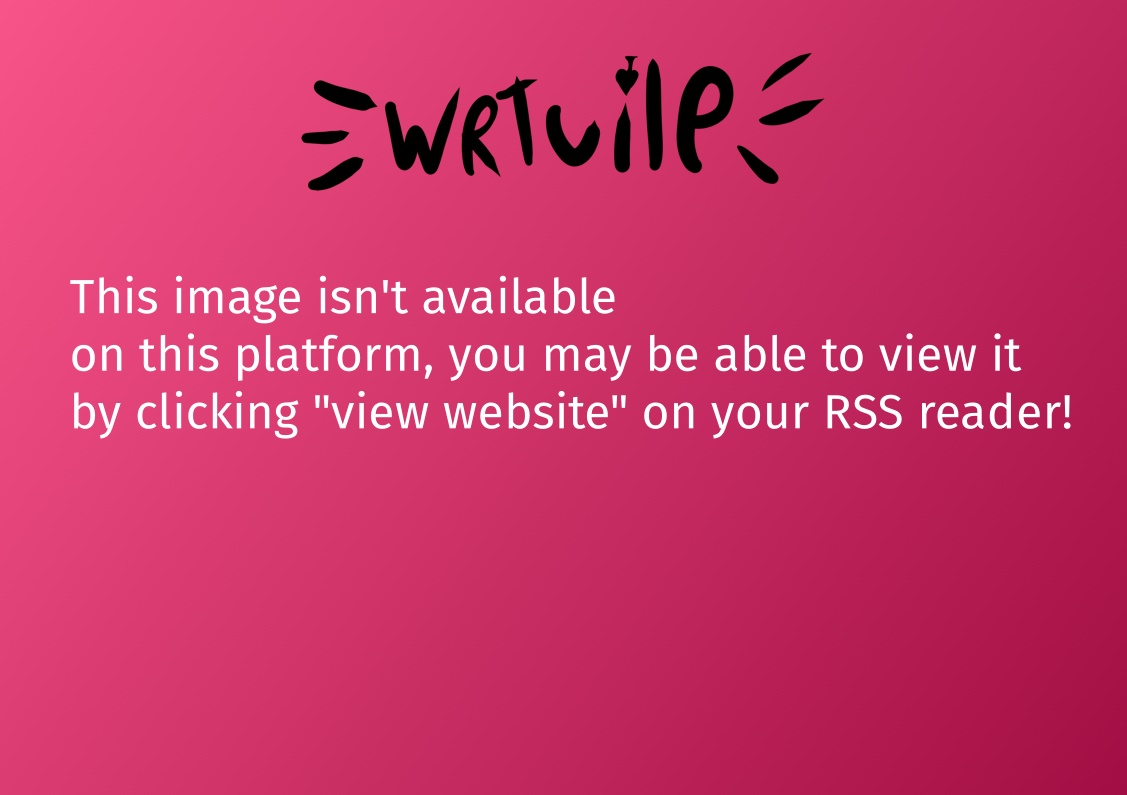 WRTUILE
This image isn't available
on this platform, you may be able to view it
by clicking "view website" on your RSS reader!